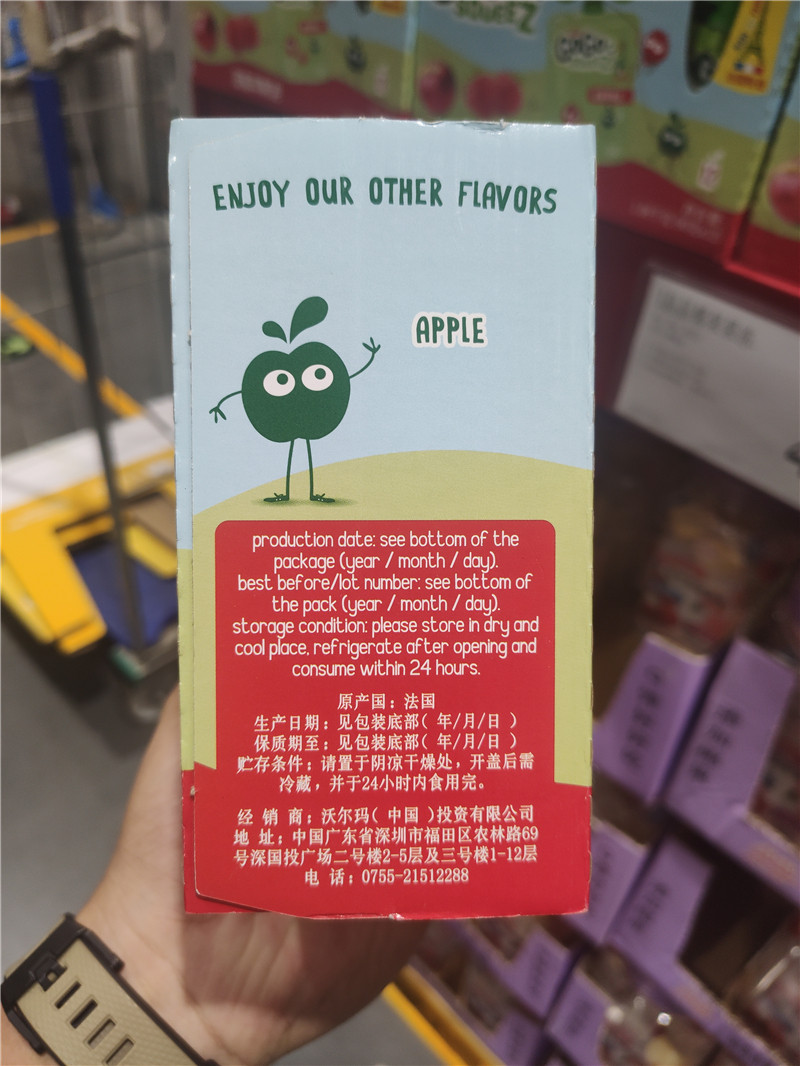 SQUEEZ
GOGO
ENJOY OUR OTHER FLAVORS
APPLE
production date: see bottom of the
package (year / month / day).
best before/lot number: see bottom of
the pack (year / month / day).
storage condition: please store in dry and
cool place, refrigerate after opening and
consume within 24 hours.
原产国：法国
生产日期：见包装底部( 年/月/日 )
保质期至：见包装底部( 年/月/日 )
贮存条件：请置于阴凉干燥处，开盖后需
冷藏，并于24小时内食用完。
经 销 商：沃尔玛( 中国 )投资有限公司
地 址：中国广东省深圳市福田区农林路69
号深国投广场二号楼2-5层及三号楼1-12层
电 话：0755-21512288